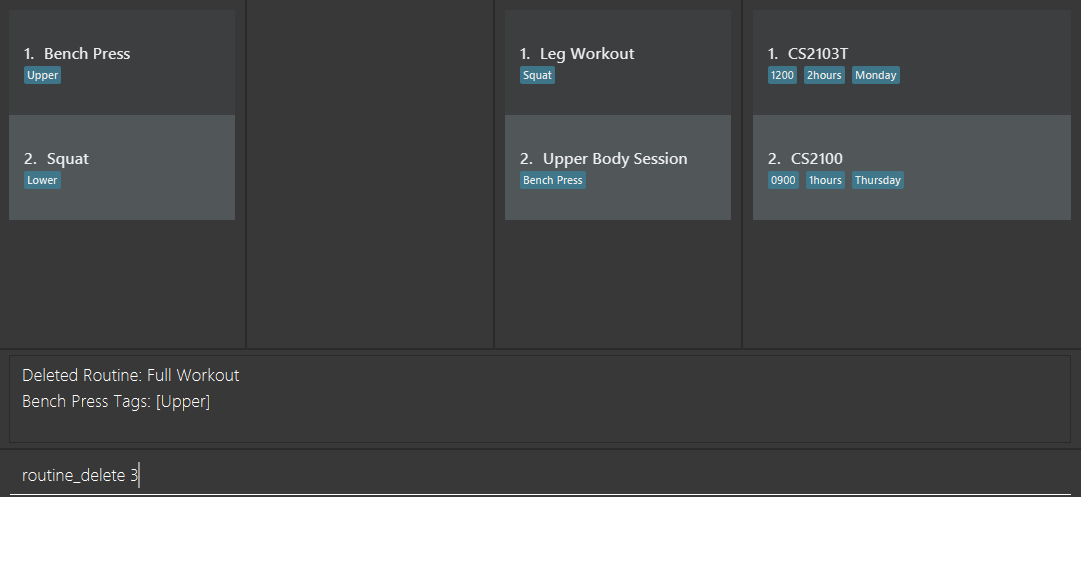 1. Bench Press
Upper
2. Squat
Lower
1. Leg Workout
Squat
2. Upper Body Session
Bench Press
1. CS2103T
1200 2hours Monday
2. CS2100
0900 1hours Thursday
Deleted Routine: Full Workout
Bench Press Tags: [Upper]
routine_delete 3